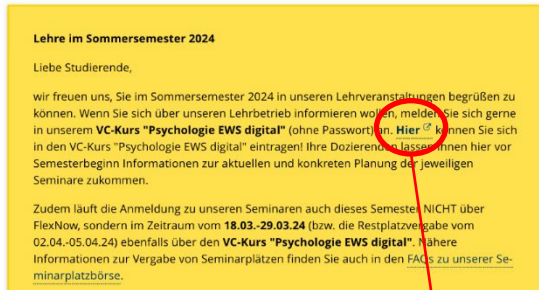 Lehre im Sommersemester 2024
Liebe Studierende,
wir freuen uns, Sie im Sommersemester 2024 in unseren Lehrveranstaltungen begrüßen zu
können. Wenn Sie sich über unseren Lehrbetrieb informieren wollen, melden Sie sich gerne
in unserem VC-Kurs "Psychologie EWS digital" (ohne Passwort) an. Hier können Sie sich
in den VC-Kurs "Psychologie EWS digital" eintragen! Ihre Dozierenden lassen Ihnen hier vor
Semesterbeginn Informationen zur aktuellen und konkreten Planung der jeweiligen
Seminare zukommen.
Zudem läuft die Anmeldung zu unseren Seminaren auch dieses Semester NICHT über
FlexNow, sondern im Zeitraum vom 18.03.-29.03.24 (bzw. die Restplatzvergabe vom
02.04.-05.04.24) ebenfalls über den VC-Kurs "Psychologie EWS digital". Nähere
Informationen zur Vergabe von Seminarplätzen finden Sie auch in den FAQs zu unserer Se-
minarplatzbörse.